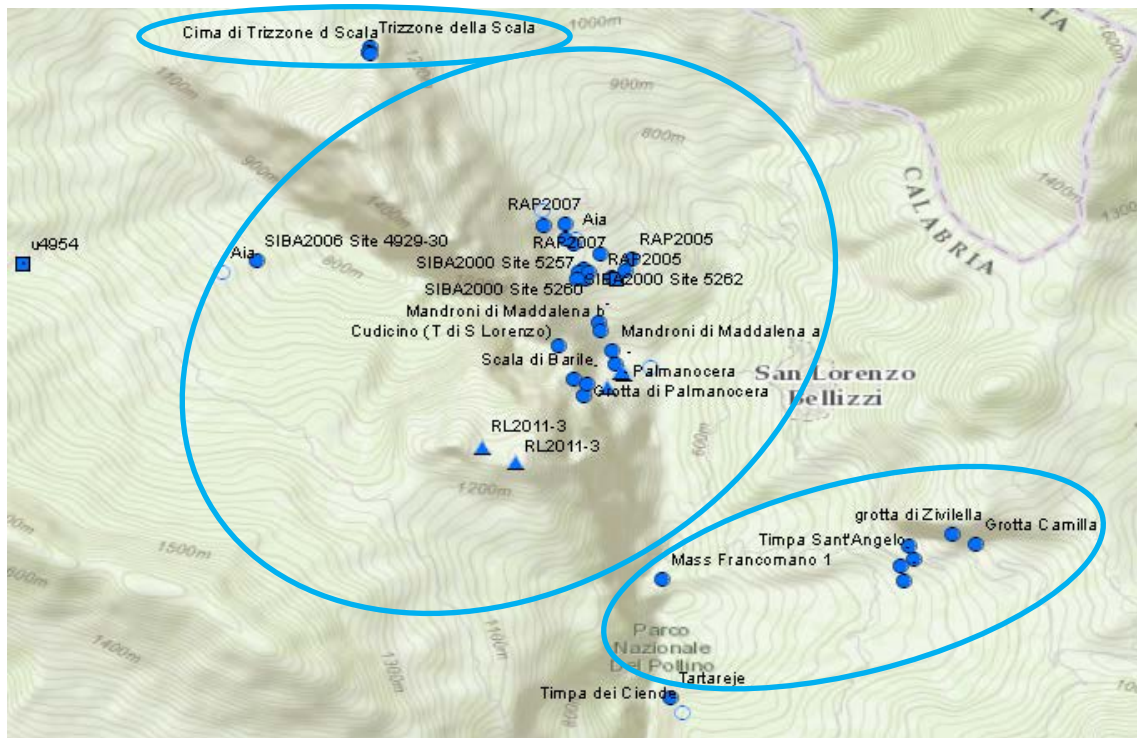 Cima di Trizzone d Scala
Trizzone della Scala
1000m
1100m
1200m
900m
800m
1600m
TA
CALABRIA
1400m
1300m
900m
1400m
800m
u4954
Aia
SIBA2006 Site 4929-30
RAP2007
Aia
RAP2007
RAP2005
SIBA2000 Site 5257
RAP2005
SIBA2000 Site 5260
SIBA2000 Site 5262
Mandroni di Maddalena b
Cudicino (T di S Lorenzo)
Mandroni di Maddalena a
Scala di Barile
Palmanocera
Grotta di Palmanocera
San Lorenzo
Bellizzi
600m
RL2011-3
RL2011-3
1200m
grotta di Zivilella
Timpa Sant'Angelo
Grotta Camilla
Mass Francomano 1
1500m
1400m
1300m
1100m
Parco
Nazionale
Del Pollino
Tartareje
Timpa dei Ciende